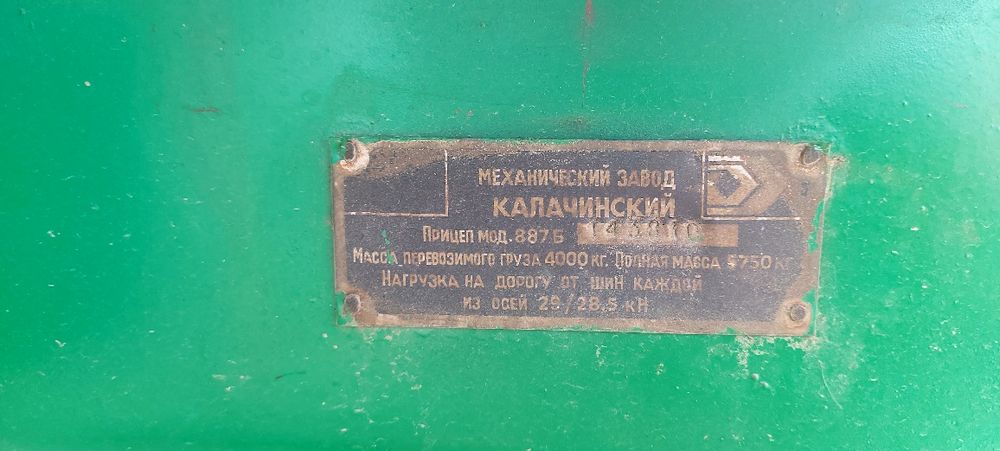 МЕХАНИЧЕСКИЙ ЗАВОД
КАЛАЧИНСКИЙ
ПРИЦЕП МОД. 887Б
МАССА ПЕРЕВОЗИМОГО ГРУЗА 4000 КГ. ПОЛНАЯ МАССА 5750 КГ
НАГРУЗКА НА ДОРОГУ ОТ ШИН КАЖДОЙ
ИЗ ОСЕЙ 29/28,5 кН